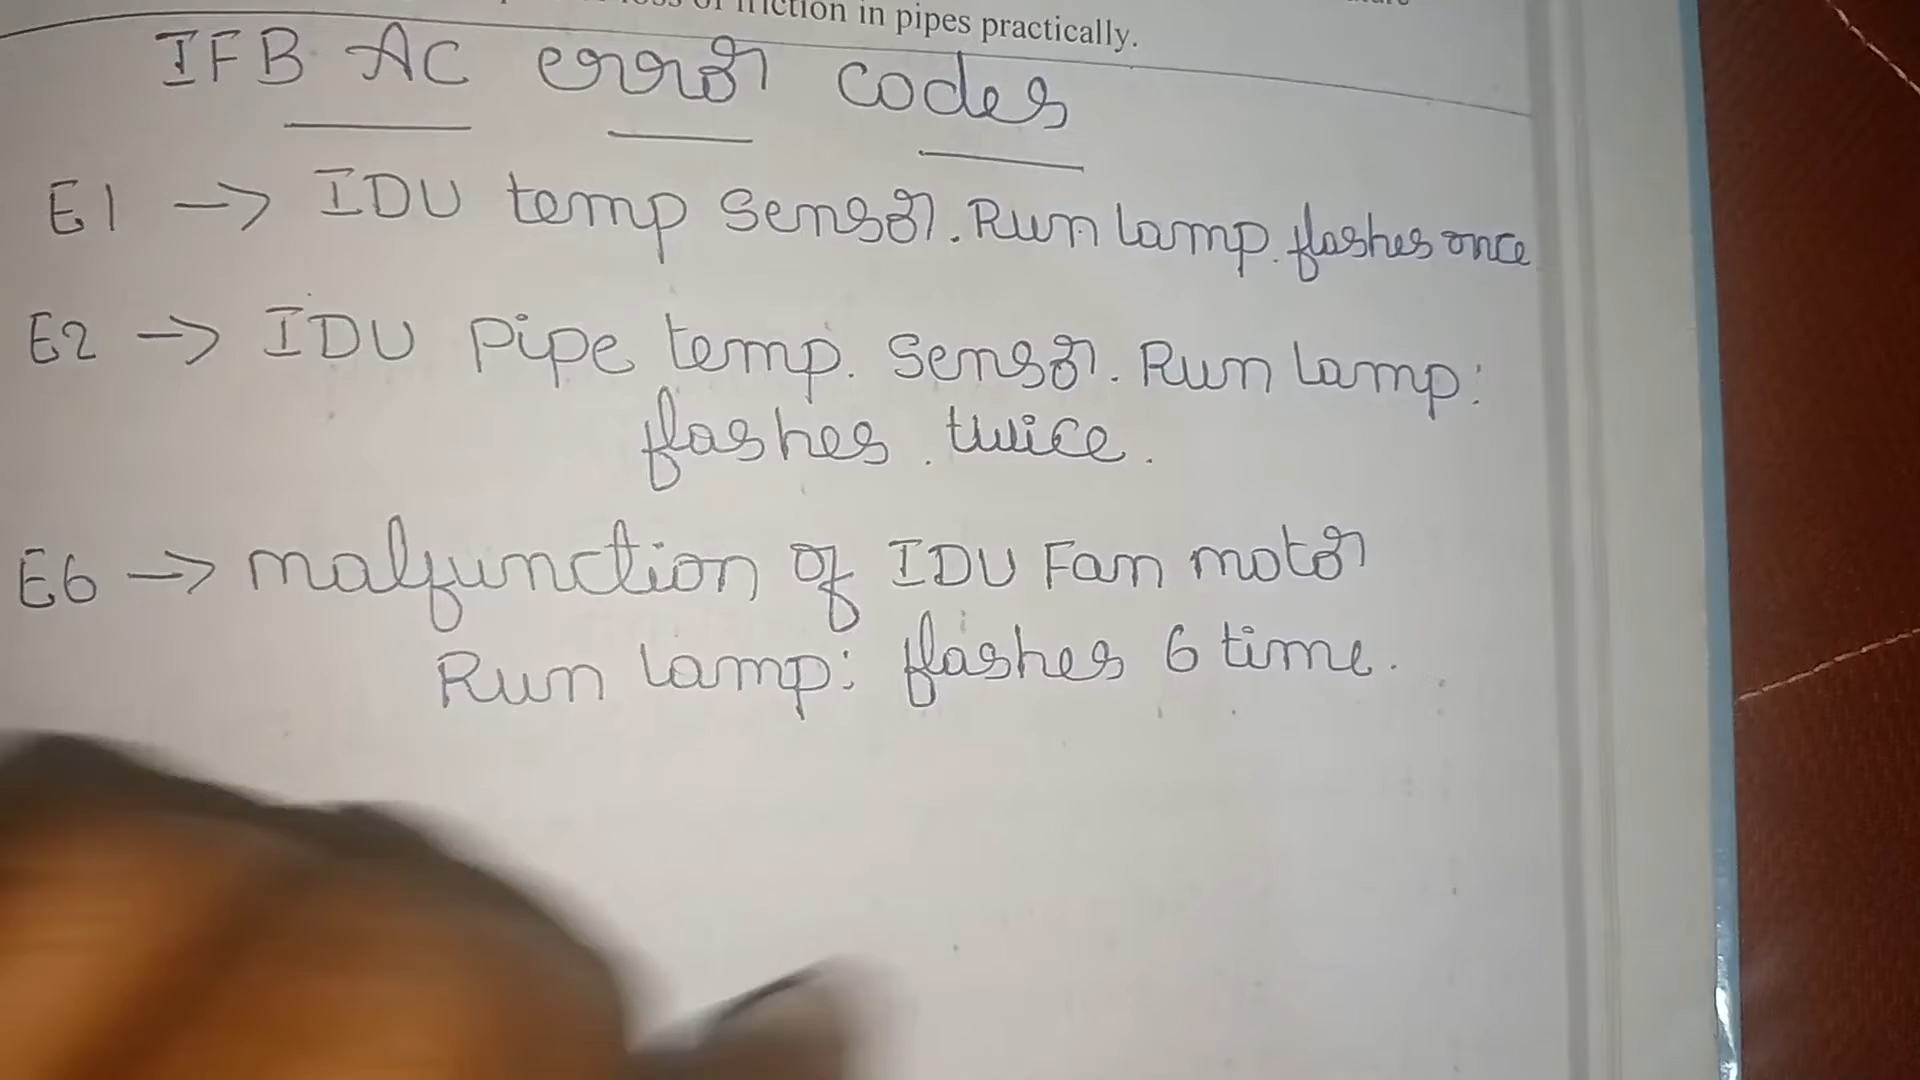 of friction in pipes practically.
IFB AC error codes
E1 → IDU temp sensor. Run lamp. flashes once
E2 → IDU Pipe temp. sensor. Run lamp:
flashes. twice.
E6 → malfunction of IDU Fan motor
Run lamp: flashes 6 time.